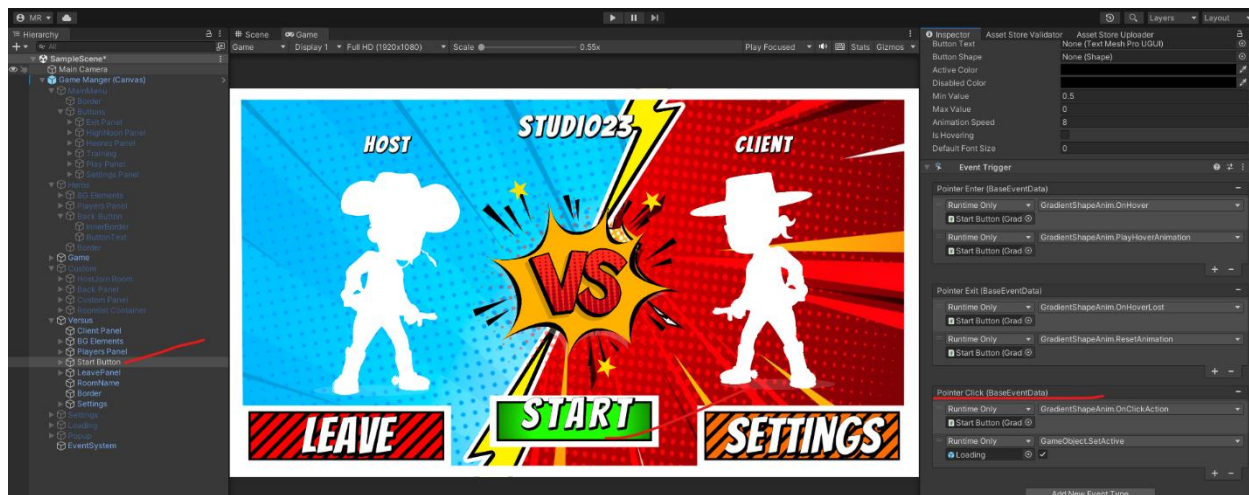 MR
Layers
Layout
Hierarchy
Scene
Game
Inspector
Asset Store Validator
Asset Store Uploader
All
Game
Display 1
Full HD (1920x1080)
Scale
0.55x
Play Focused
Stats
Gizmos
SampleScene*
Main Camera
Game Manger (Canvas)
MainMenu
Border
Buttons
Exit Panel
HighNoon Panel
Heores Panel
Training
Play Panel
Settings Panel
Heros
BG Elements
Players Panel
Back Button
InnerBorder
ButtonText
Border
Game
Custom
Back Panel
Custom Panel
Roomlist Container
Versus
Client Panel
BG Elements
Players Panel
Start Button
LeavePanel
RoomName
Border
Settings
Settings
Loading
Popup
EventSystem
STUDIO23
HOST
CLIENT
VS
LEAVE
START
SETTINGS
Button Text
None (Text Mesh Pro UGUI)
Button Shape
None (Shape)
Active Color
Disabled Color
Min Value
0.5
Max Value
0
Animation Speed
8
Is Hovering
Default Font Size
0
Event Trigger
Pointer Enter (BaseEventData)
Runtime Only
GradientShapeAnim.OnHover
Start Button (Grad
Runtime Only
GradientShapeAnim.PlayHoverAnimation
Start Button (Grad
Pointer Exit (BaseEventData)
Runtime Only
GradientShapeAnim.OnHoverLost
Start Button (Grad
Runtime Only
GradientShapeAnim.ResetAnimation
Start Button (Grad
Pointer Click (BaseEventData)
Runtime Only
GradientShapeAnim.OnClickAction
Start Button (Grad
Runtime Only
GameObject.SetActive
Loading
Add New Event Type